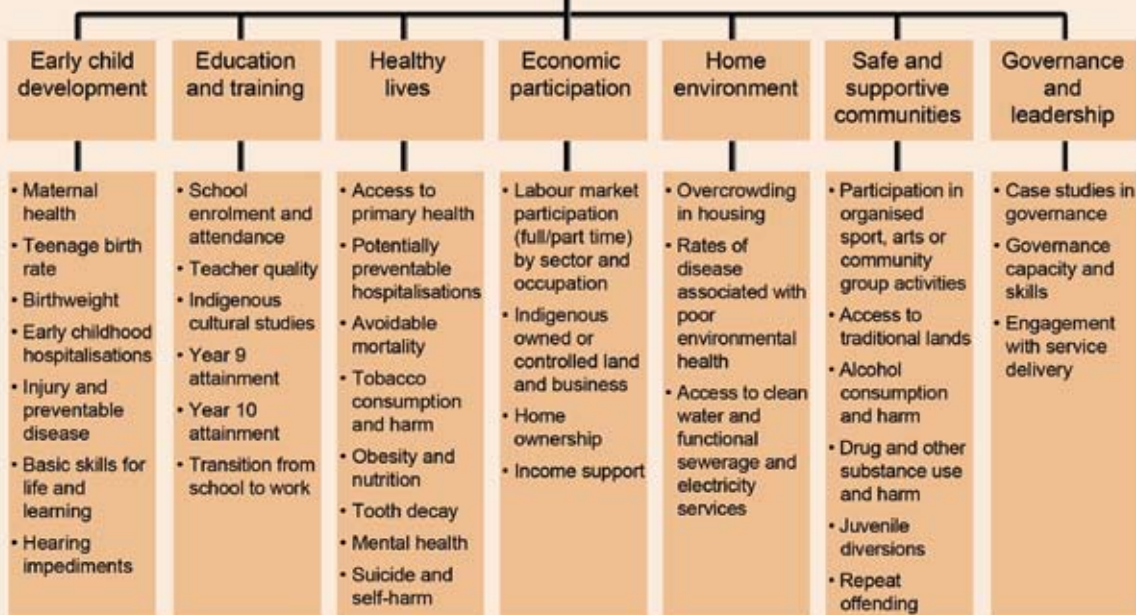 Early child
development
Education
and training
Healthy
lives
Economic
participation
Home
environment
Safe and
supportive
communities
Governance
and
leadership
• Maternal
health
• Teenage birth
rate
• Birthweight
• Early childhood
hospitalisations
• Injury and
preventable
disease
• Basic skills for
life and
learning
• Hearing
impediments
• School
enrolment and
attendance
• Teacher quality
• Indigenous
cultural studies
• Year 9
attainment
• Year 10
attainment
• Transition from
school to work
• Access to
primary health
• Potentially
preventable
hospitalisations
• Avoidable
mortality
• Tobacco
consumption
and harm
• Obesity and
nutrition
• Tooth decay
• Mental health
• Suicide and
self-harm
• Labour market
participation
(full/part time)
by sector and
occupation
• Indigenous
owned or
controlled land
and business
• Home
ownership
• Income support
• Overcrowding
in housing
• Rates of
disease
associated with
poor
environmental
health
• Access to clean
water and
functional
sewerage and
electricity
services
• Participation in
organised
sport, arts or
community
group activities
• Access to
traditional lands
• Alcohol
consumption
and harm
• Drug and other
substance use
and harm
• Juvenile
diversions
• Repeat
offending
• Case studies in
governance
• Governance
capacity and
skills
• Engagement
with service
delivery